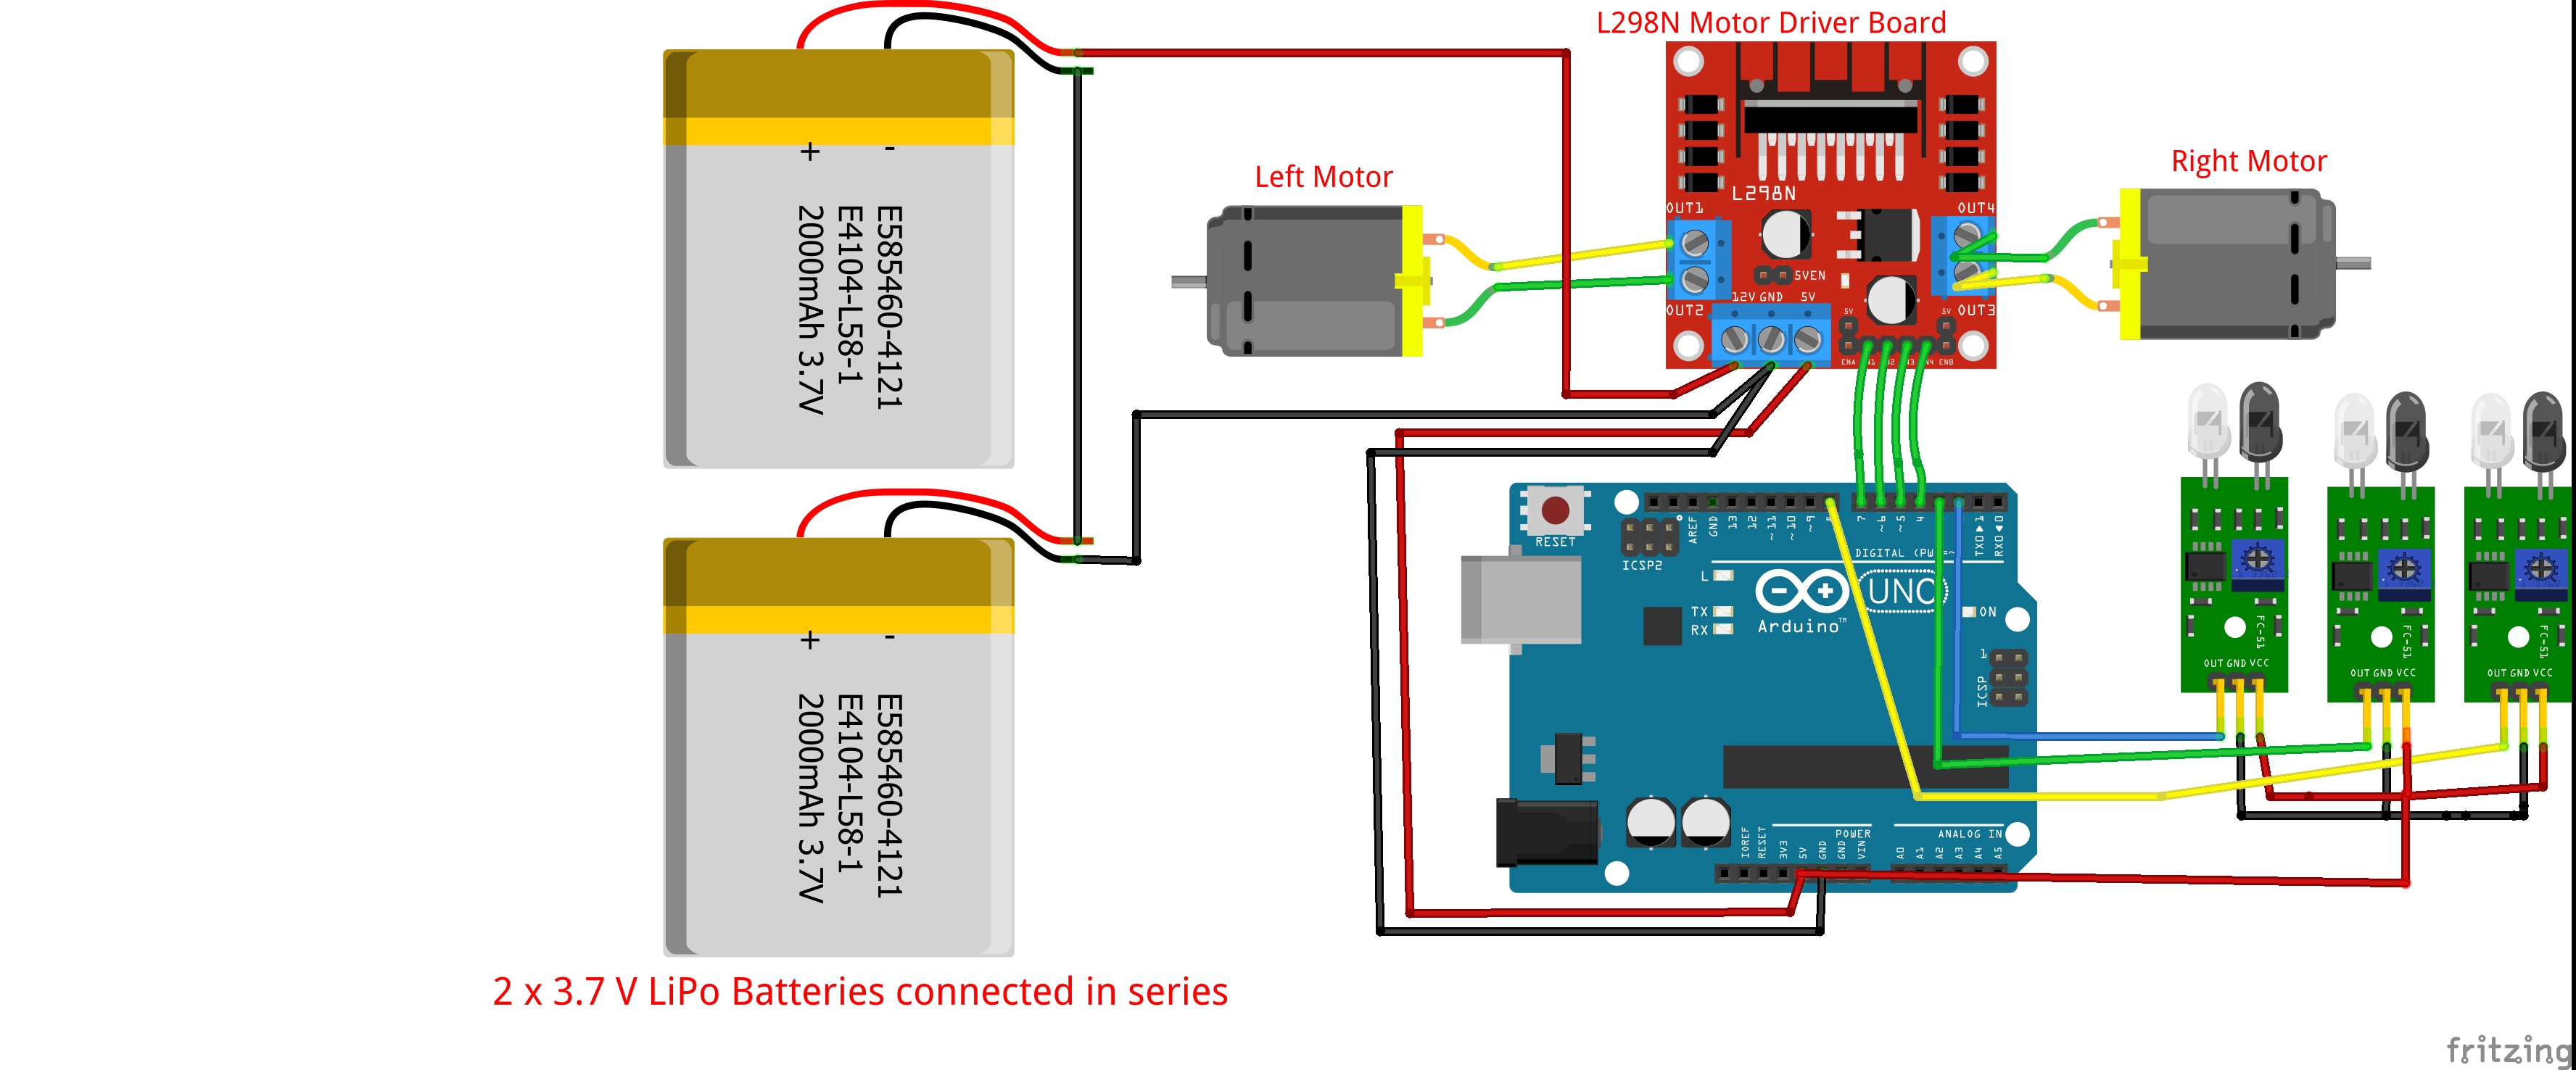 L298N Motor Driver Board
Left Motor
Right Motor
+ -
E585460-4121
E4104-L58-1
2000mAh 3.7V
+ -
E585460-4121
E4104-L58-1
2000mAh 3.7V
2 x 3.7 V LiPo Batteries connected in series
L298N
OUT1
OUT4
5VEN
12V GND 5V
OUT2
OUT3
5V
5V
ENA
ENB
RESET
ICSP2
AREF
GND
13
12
~11
~10
~9
7
~6
~5
4
TX0 ▶ 1
RX0 ◀ 0
L
TX
RX
Arduino™
UNO
ON
1
ICSP
IOREF
RESET
3V3
5V
GND
GND
VIN
POWER
ANALOG IN
A0
A1
A2
A3
A4
A5
FC-51
OUT GND VCC
FC-51
OUT GND VCC
FC-51
OUT GND VCC
fritzing